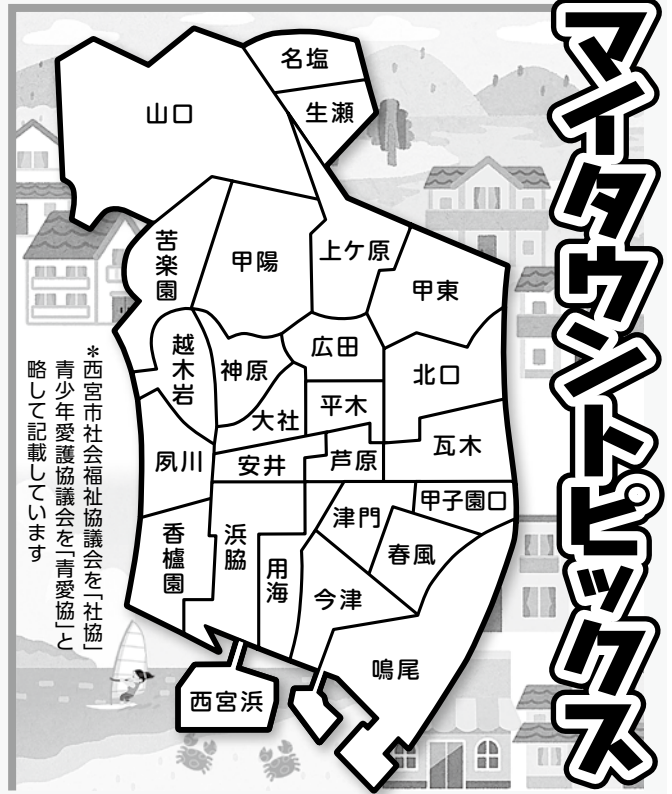 マイタウントピックス
名塩
生瀬
山口
苦楽園
甲陽
上ケ原
甲東
越木岩
神原
広田
北口
大社
平木
夙川
安井
芦原
瓦木
甲子園口
津門
香櫨園
浜脇
用海
春風
今津
鳴尾
西宮浜
＊西宮市社会福祉協議会を「社協」
青少年愛護協議会を「青愛協」と
略して記載しています